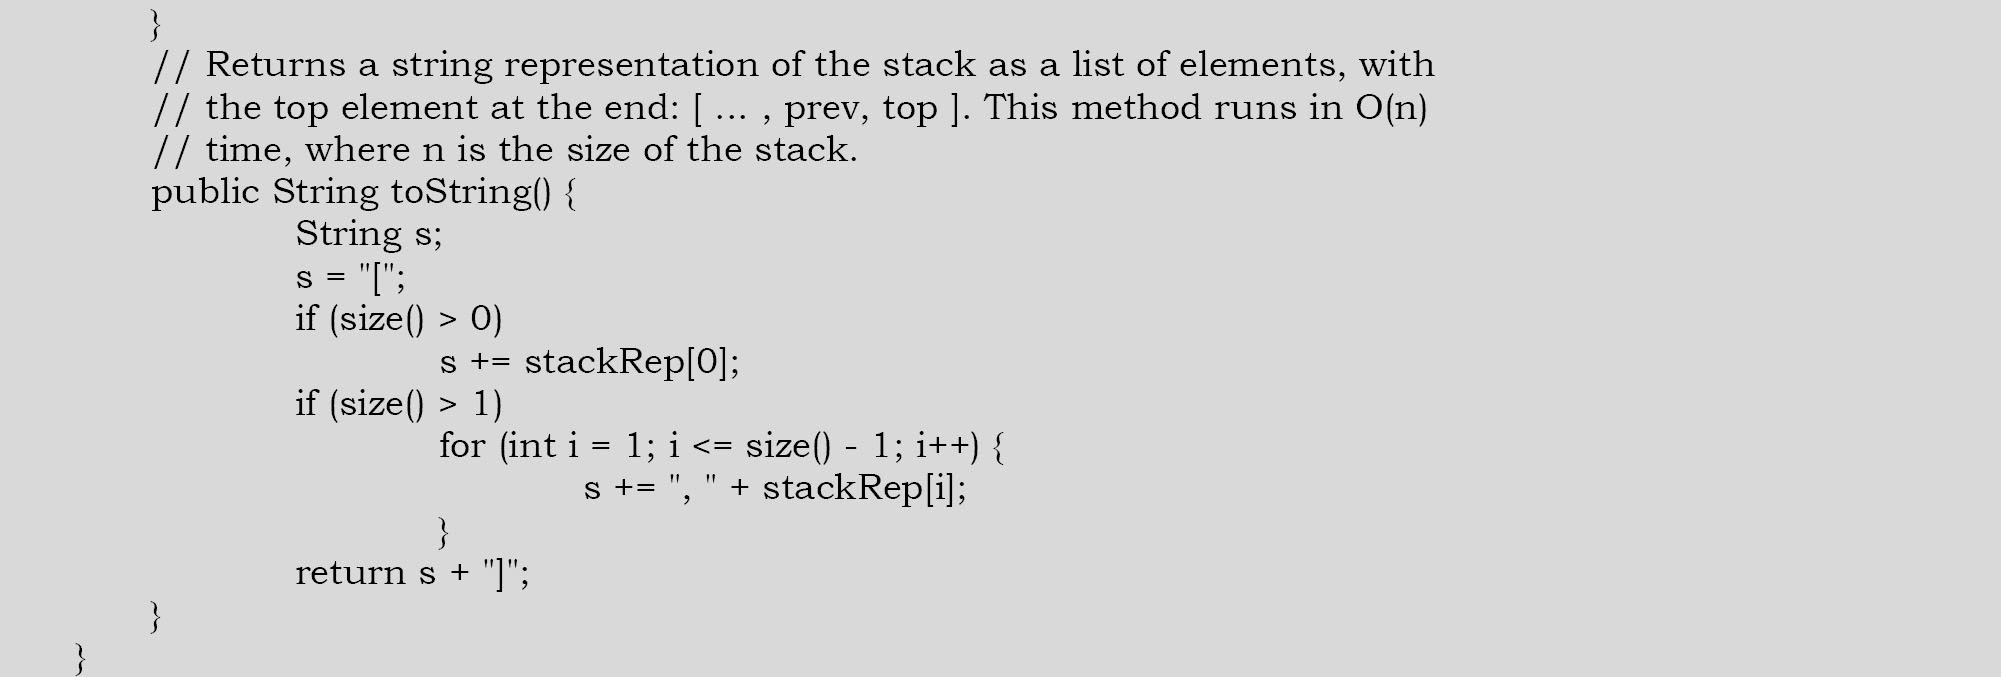 }
// Returns a string representation of the stack as a list of elements, with
// the top element at the end: [ ... , prev, top ]. This method runs in O(n)
// time, where n is the size of the stack.
public String toString() {
String s;
s = "[";
if (size() > 0)
s += stackRep[0];
if (size() > 1)
for (int i = 1; i <= size() - 1; i++) {
s += ", " + stackRep[i];
}
return s + "]";
}
}